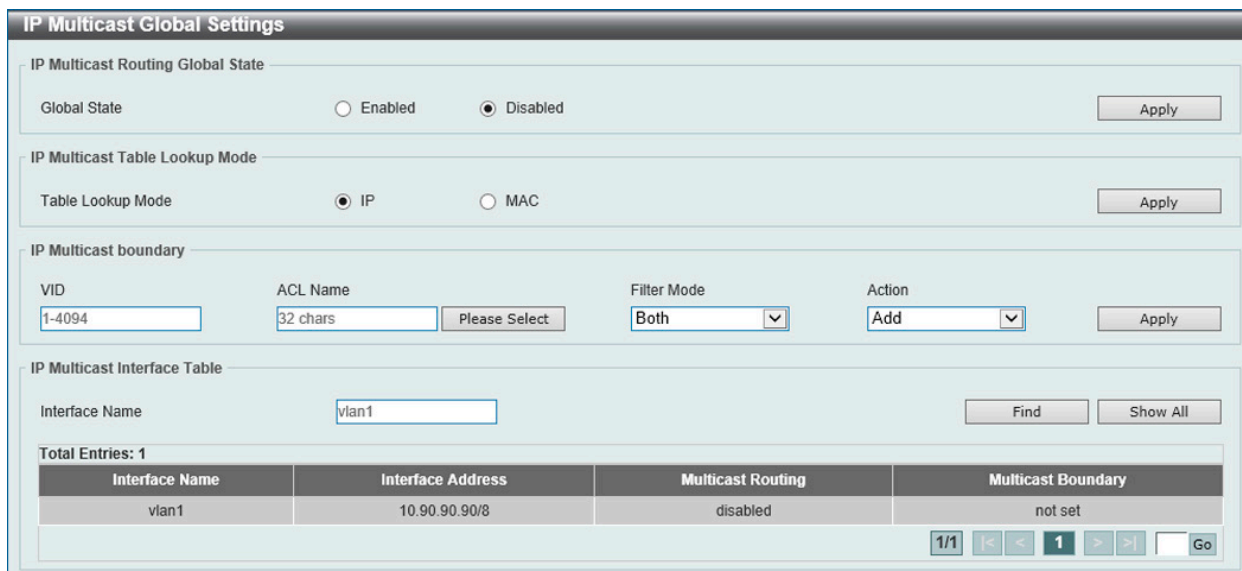 IP Multicast Global Settings
IP Multicast Routing Global State
Global State Enabled Disabled Apply
IP Multicast Table Lookup Mode
Table Lookup Mode IP MAC Apply
IP Multicast boundary
VID ACL Name Filter Mode Action
1-4094 32 chars Please Select Both Add Apply
IP Multicast Interface Table
Interface Name vlan1 Find Show All
Total Entries: 1
Interface Name Interface Address Multicast Routing Multicast Boundary
vlan1 10.90.90.90/8 disabled not set
1/1 |< < 1 > >| Go